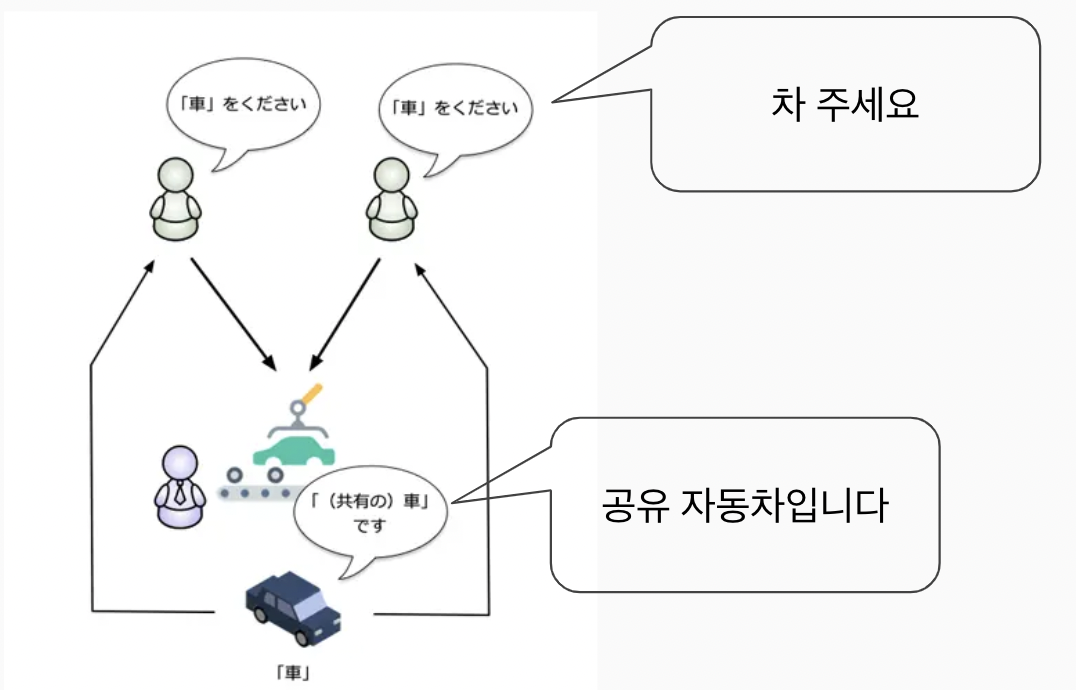 「車」をください
「車」をください
차 주세요
「（共有の）車」
です
공유 자동차입니다
「車」